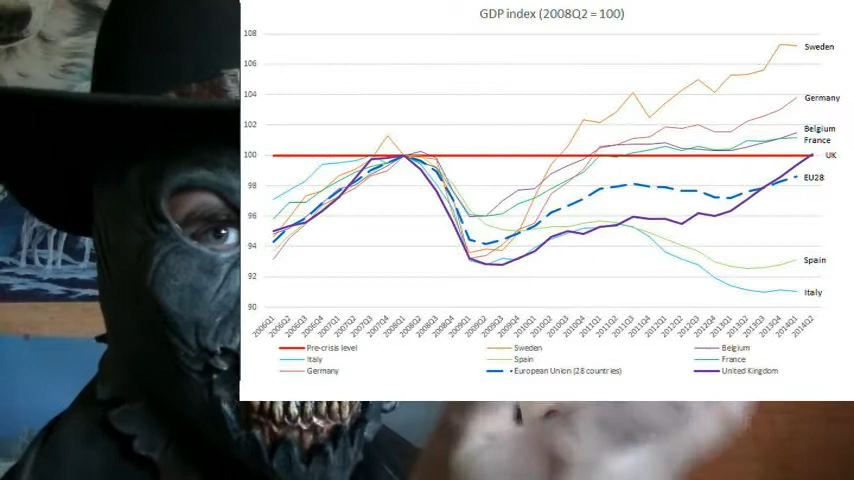 GDP index (2008Q2 = 100)
108
106
104
102
100
98
96
94
92
90
Sweden
Germany
Belgium
France
UK
EU28
Spain
Italy
2006Q1 2006Q2 2006Q3 2006Q4 2007Q1 2007Q2 2007Q3 2007Q4 2008Q1 2008Q2 2008Q3 2008Q4 2009Q1 2009Q2 2009Q3 2009Q4 2010Q1 2010Q2 2010Q3 2010Q4 2011Q1 2011Q2 2011Q3 2011Q4 2012Q1 2012Q2 2012Q3 2012Q4 2013Q1 2013Q2 2013Q3 2013Q4 2014Q1 2014Q2
Pre-crisis level Sweden Belgium
Italy Spain France
Germany European Union (28 countries) United Kingdom